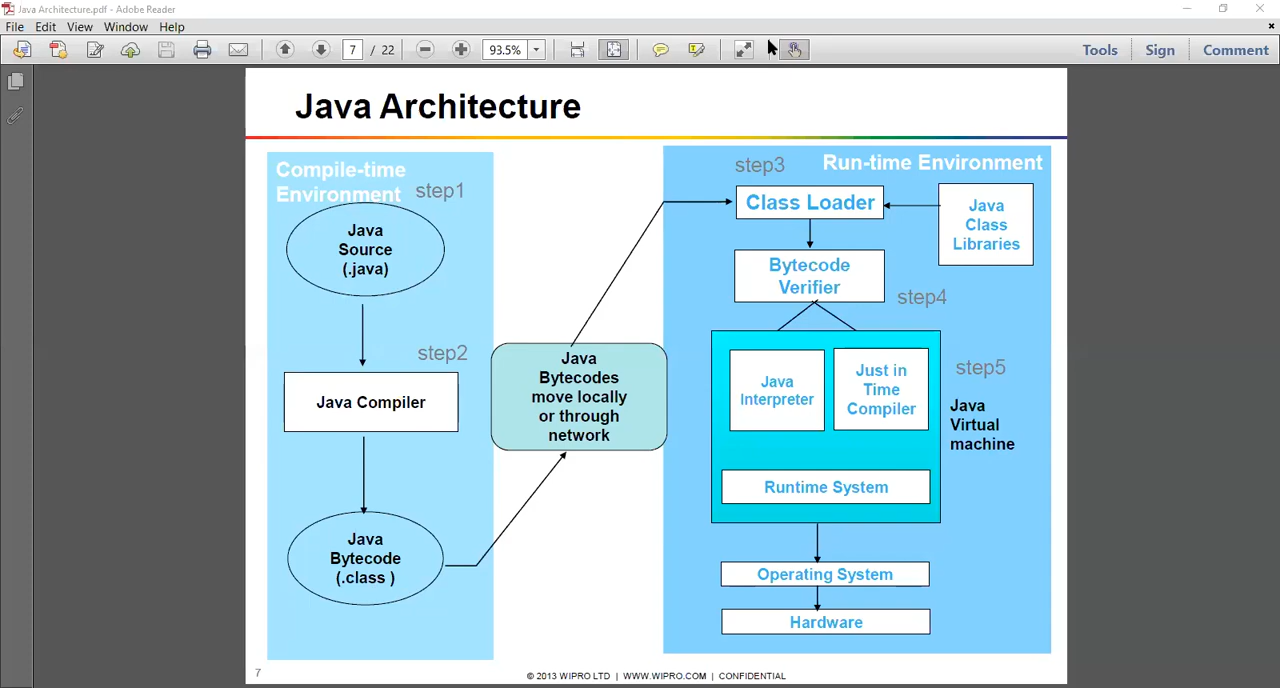 Java Architecture.pdf - Adobe Reader
File Edit View Window Help
7 / 22 93.5% Tools Sign Comment
Java Architecture
Compile-time
Environment
step1
Java
Source
(.java)
step2
Java Compiler
Java
Bytecode
(.class )
Java
Bytecodes
move locally
or through
network
step3
Run-time Environment
Class Loader
Java
Class
Libraries
Bytecode
Verifier
step4
Java
Interpreter
Just in
Time
Compiler
step5
Java
Virtual
machine
Runtime System
Operating System
Hardware
7
© 2013 WIPRO LTD | WWW.WIPRO.COM | CONFIDENTIAL